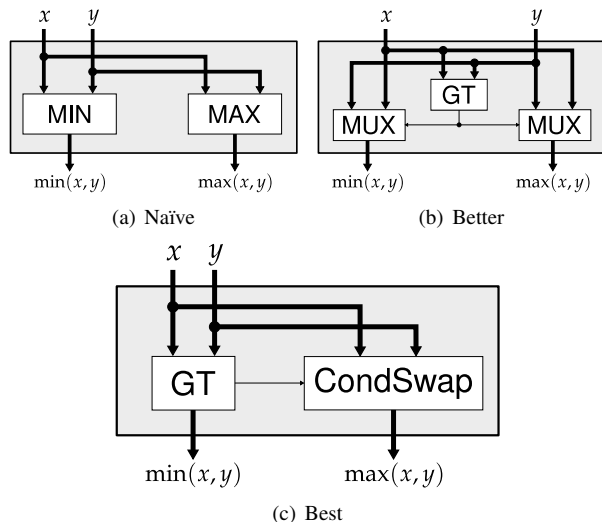 x y
MIN MAX
min(x, y) max(x, y)
(a) Naïve
x y
GT
MUX MUX
min(x, y) max(x, y)
(b) Better
x y
GT CondSwap
min(x, y) max(x, y)
(c) Best